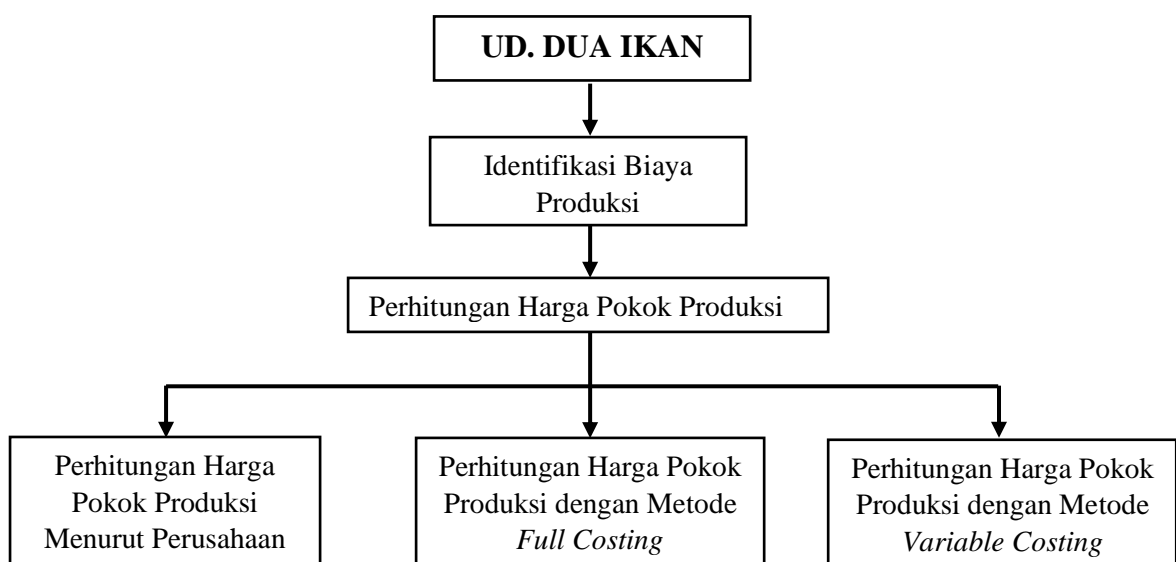 UD. DUA IKAN
Identifikasi Biaya
Produksi
Perhitungan Harga Pokok Produksi
Perhitungan Harga
Pokok Produksi
Menurut Perusahaan
Perhitungan Harga Pokok
Produksi dengan Metode
Full Costing
Perhitungan Harga Pokok
Produksi dengan Metode
Variable Costing